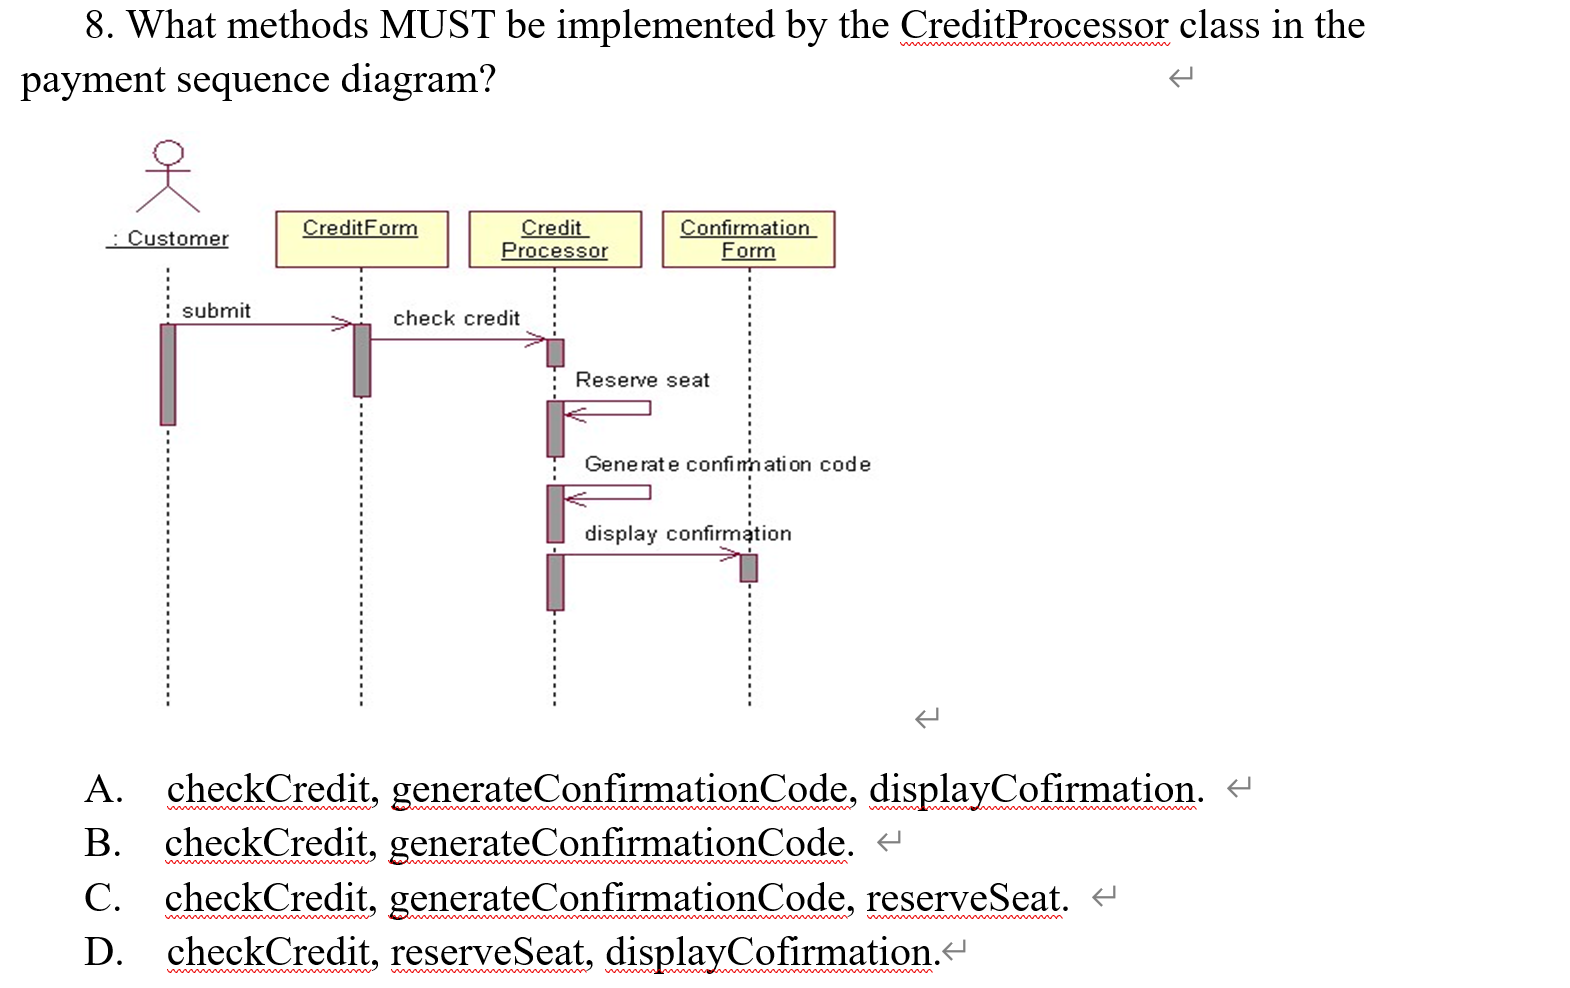 8. What methods MUST be implemented by the CreditProcessor class in the
payment sequence diagram?
: Customer
CreditForm
Credit
Processor
Confirmation
Form
submit
check credit
Reserve seat
Generate confirmation code
display confirmation
A. checkCredit, generateConfirmationCode, displayCofirmation.
B. checkCredit, generateConfirmationCode.
C. checkCredit, generateConfirmationCode, reserveSeat.
D. checkCredit, reserveSeat, displayCofirmation.